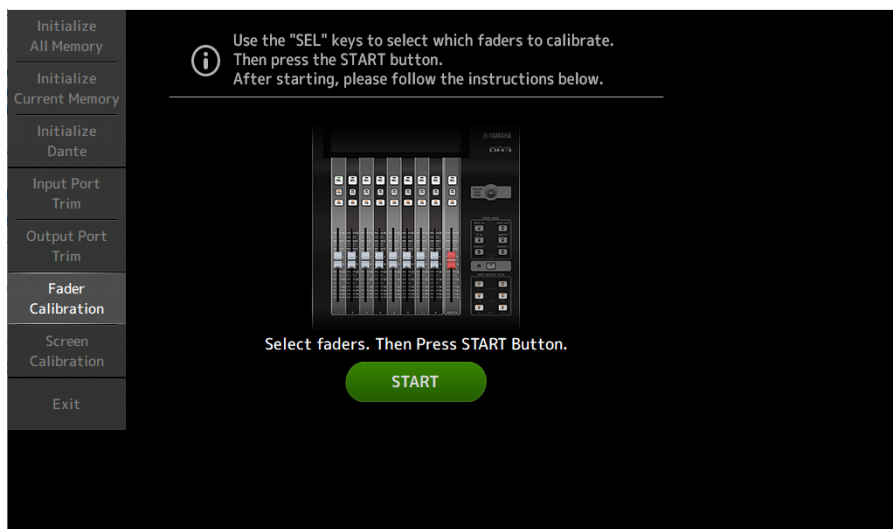 Initialize
All Memory
Initialize
Current Memory
Initialize
Dante
Input Port
Trim
Output Port
Trim
Fader
Calibration
Screen
Calibration
Exit
Use the "SEL" keys to select which faders to calibrate.
Then press the START button.
After starting, please follow the instructions below.
YAMAHA
DM3
Select faders. Then Press START Button.
START